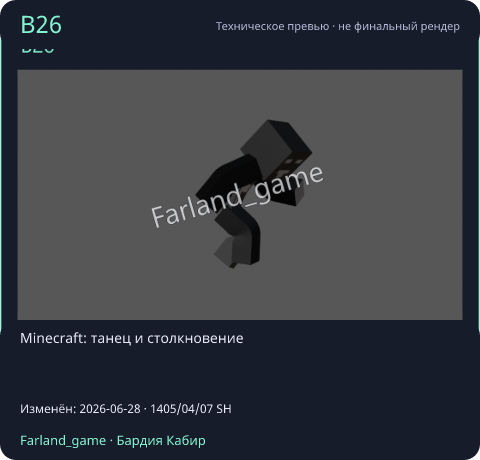 B26
Техническое превью · не финальный рендер
B26
Farland_game
Minecraft: танец и столкновение
Изменён: 2026-06-28 · 1405/04/07 SH
Farland_game · Бардия Кабир